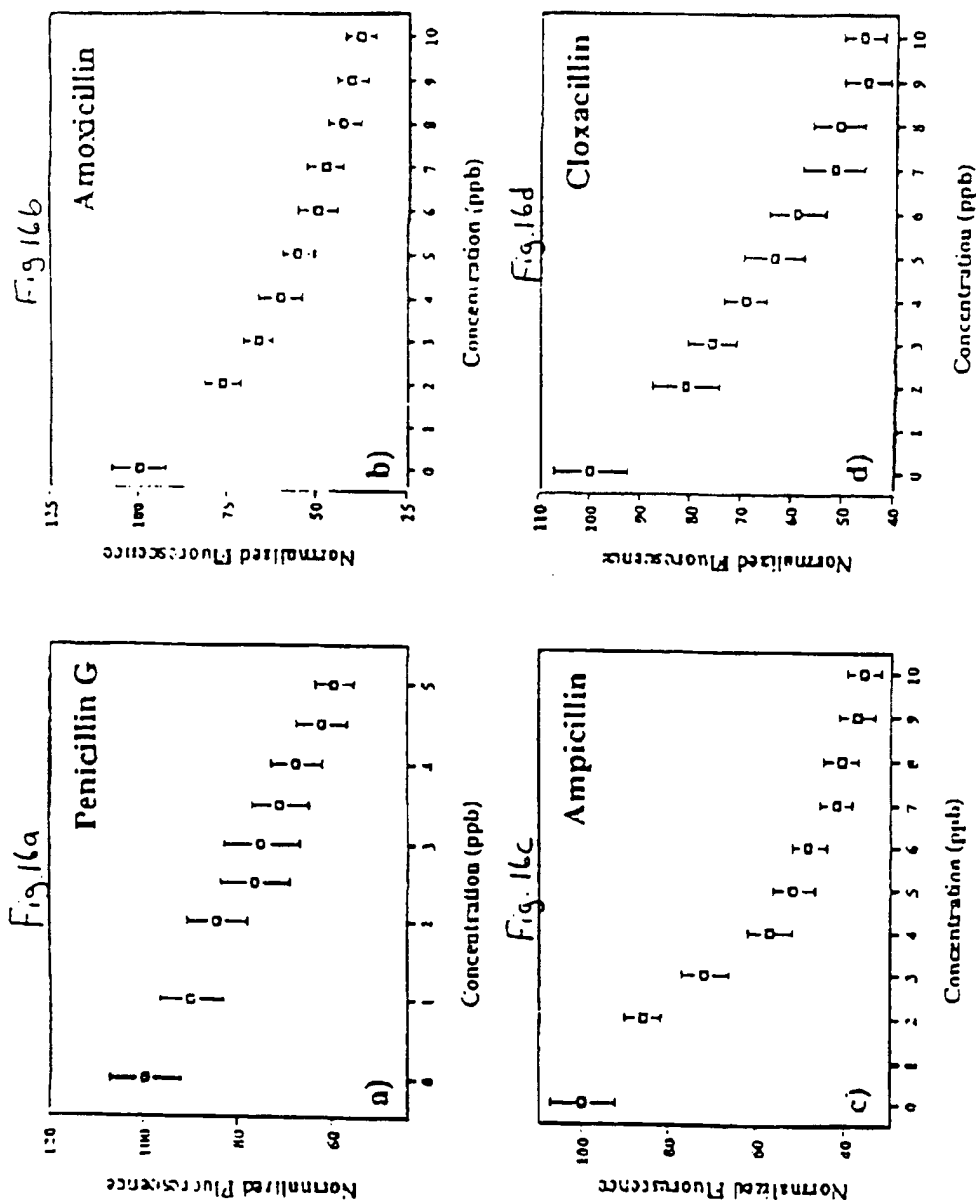 Fig. 16a
Penicillin G
a)
Normalized Fluorescence
120
100
80
60
0 1 2 3 4 5
Concentration (ppb)
Fig 16b
Amoxicillin
b)
Normalized Fluorescence
125
100
75
50
25
0 1 2 3 4 5 6 7 8 9 10
Concentration (ppb)
Fig. 16c
Ampicillin
c)
Normalized Fluorescence
100
80
60
40
0 1 2 3 4 5 6 7 8 9 10
Concentration (ppb)
Fig. 16d
Cloxacillin
d)
Normalized Fluorescence
110
100
90
80
70
60
50
40
0 1 2 3 4 5 6 7 8 9 10
Concentration (ppb)